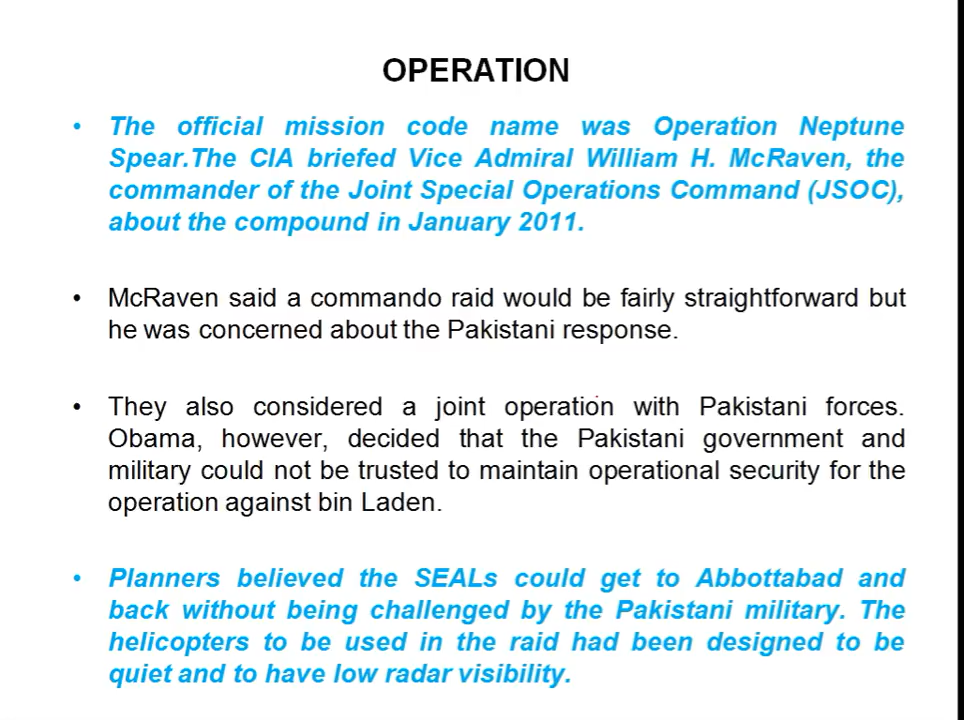 OPERATION
• The official mission code name was Operation Neptune
Spear.The CIA briefed Vice Admiral William H. McRaven, the
commander of the Joint Special Operations Command (JSOC),
about the compound in January 2011.
• McRaven said a commando raid would be fairly straightforward but
he was concerned about the Pakistani response.
• They also considered a joint operation with Pakistani forces.
Obama, however, decided that the Pakistani government and
military could not be trusted to maintain operational security for the
operation against bin Laden.
• Planners believed the SEALs could get to Abbottabad and
back without being challenged by the Pakistani military. The
helicopters to be used in the raid had been designed to be
quiet and to have low radar visibility.